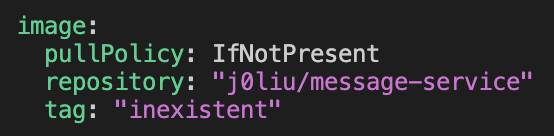 image:
  pullPolicy: IfNotPresent
  repository: "j0liu/message-service"
  tag: "inexistent"